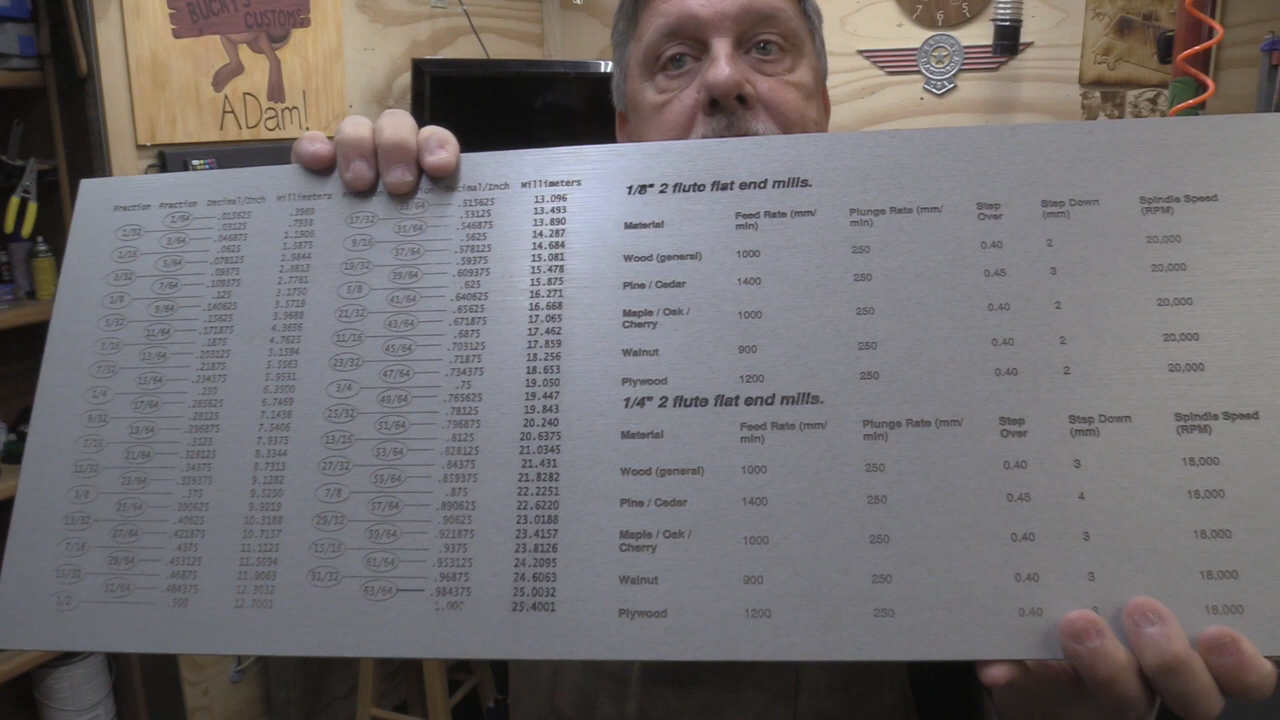 BUCKY'S
CUSTOMS
ADam!
Fraction Fraction Decimal/Inch Millimeters
1/64 .015625 .3969
1/32 .03125 .7938
3/64 .046875 1.1906
1/16 .0625 1.5875
5/64 .078125 1.9844
3/32 .09375 2.3813
7/64 .109375 2.7781
1/8 .125 3.1750
9/64 .140625 3.5719
5/32 .15625 3.9688
11/64 .171875 4.3656
3/16 .1875 4.7625
13/64 .203125 5.1594
7/32 .21875 5.5563
15/64 .234375 5.9531
1/4 .250 6.3500
17/64 .265625 6.7469
9/32 .28125 7.1438
19/64 .296875 7.5406
5/16 .3125 7.9375
21/64 .328125 8.3344
11/32 .34375 8.7313
23/64 .359375 9.1282
3/8 .375 9.5250
25/64 .390625 9.9219
13/32 .40625 10.3188
27/64 .421875 10.7157
7/16 .4375 11.1125
29/64 .453125 11.5094
15/32 .46875 11.9063
31/64 .484375 12.3032
1/2 .500 12.7001
Decimal/Inch Millimeters
33/64 .515625 13.096
17/32 .53125 13.493
35/64 .546875 13.890
9/16 .5625 14.287
37/64 .578125 14.684
19/32 .59375 15.081
39/64 .609375 15.478
5/8 .625 15.875
41/64 .640625 16.271
21/32 .65625 16.668
43/64 .671875 17.065
11/16 .6875 17.462
45/64 .703125 17.859
23/32 .71875 18.256
47/64 .734375 18.653
3/4 .75 19.050
49/64 .765625 19.447
25/32 .78125 19.843
51/64 .796875 20.240
13/16 .8125 20.6375
53/64 .828125 21.0345
27/32 .84375 21.431
55/64 .859375 21.8282
7/8 .875 22.2251
57/64 .890625 22.6220
29/32 .90625 23.0188
59/64 .921875 23.4157
15/16 .9375 23.8126
61/64 .953125 24.2095
31/32 .96875 24.6063
63/64 .984375 25.0032
1.000 25.4001
1/8" 2 fluto flat end mills.
Material Feed Rate (mm/ Plunge Rate (mm/ Step Step Down Spindle Speed
min) min) Over (mm) (RPM)
Wood (general) 1000 250 0.40 2 20,000
Pine / Cedar 1400 250 0.45 3 20,000
Maple / Oak / 1000 250 0.40 2 20,000
Cherry
Walnut 900 250 0.40 2 20,000
Plywood 1200 250 0.40 2 20,000
1/4" 2 flute flat end mills.
Material Feed Rate (mm/ Plunge Rate (mm/ Step Step Down Spindle Speed
min) min) Over (mm) (RPM)
Wood (general) 1000 250 0.40 3 18,000
Pine / Cedar 1400 250 0.45 4 18,000
Maple / Oak / 1000 250 0.40 3 18,000
Cherry
Walnut 900 250 0.40 3 18,000
Plywood 1200 250 0.40 3 18,000